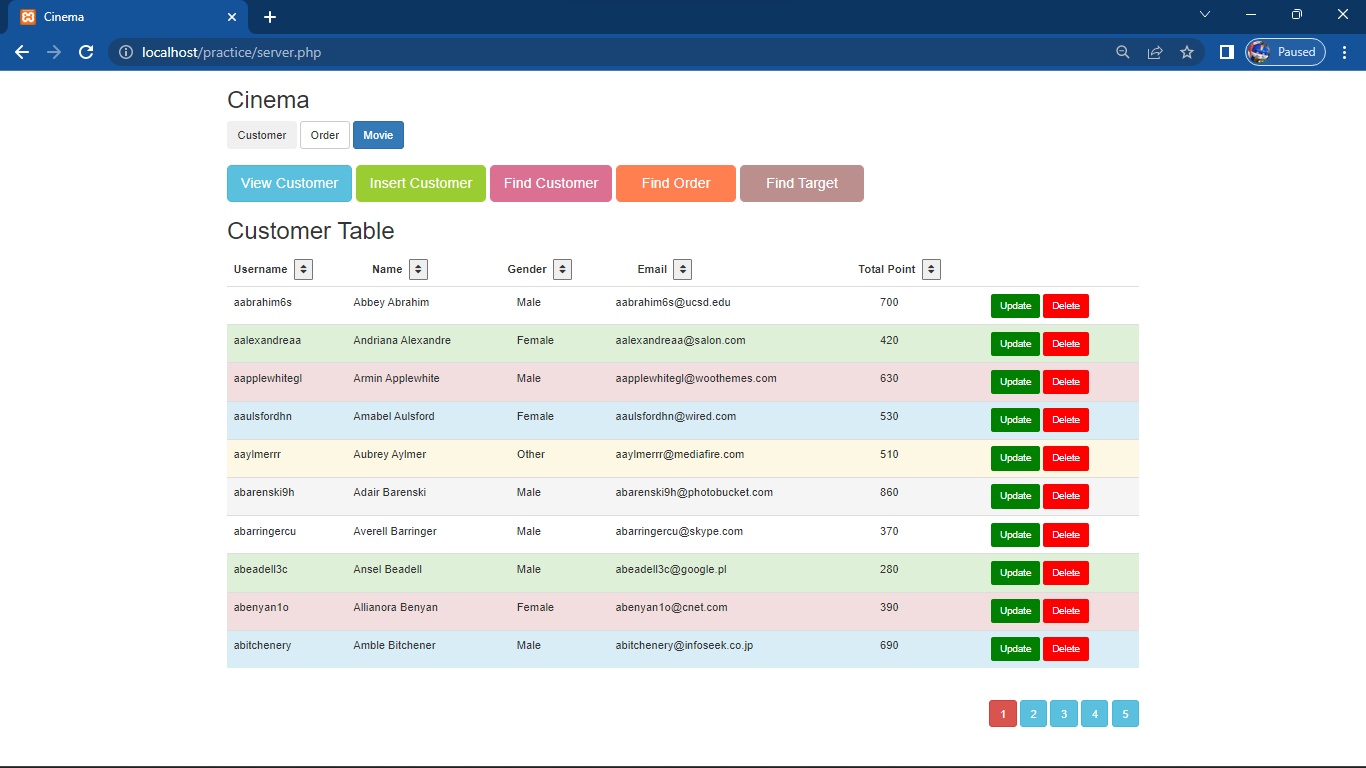 Cinema
localhost/practice/server.php
Paused
Cinema
Customer Order Movie
View Customer Insert Customer Find Customer Find Order Find Target
Customer Table
Username Name Gender Email Total Point
aabrahim6s Abbey Abrahim Male aabrahim6s@ucsd.edu 700 Update Delete
aalexandreaa Andriana Alexandre Female aalexandreaa@salon.com 420 Update Delete
aapplewhitegl Armin Applewhite Male aapplewhitegl@woothemes.com 630 Update Delete
aaulsfordhn Amabel Aulsford Female aaulsfordhn@wired.com 530 Update Delete
aaylmerrr Aubrey Aylmer Other aaylmerrr@mediafire.com 510 Update Delete
abarenski9h Adair Barenski Male abarenski9h@photobucket.com 860 Update Delete
abarringercu Averell Barringer Male abarringercu@skype.com 370 Update Delete
abeadell3c Ansel Beadell Male abeadell3c@google.pl 280 Update Delete
abenyan1o Allianora Benyan Female abenyan1o@cnet.com 390 Update Delete
abitchenery Amble Bitchener Male abitchenery@infoseek.co.jp 690 Update Delete
1 2 3 4 5